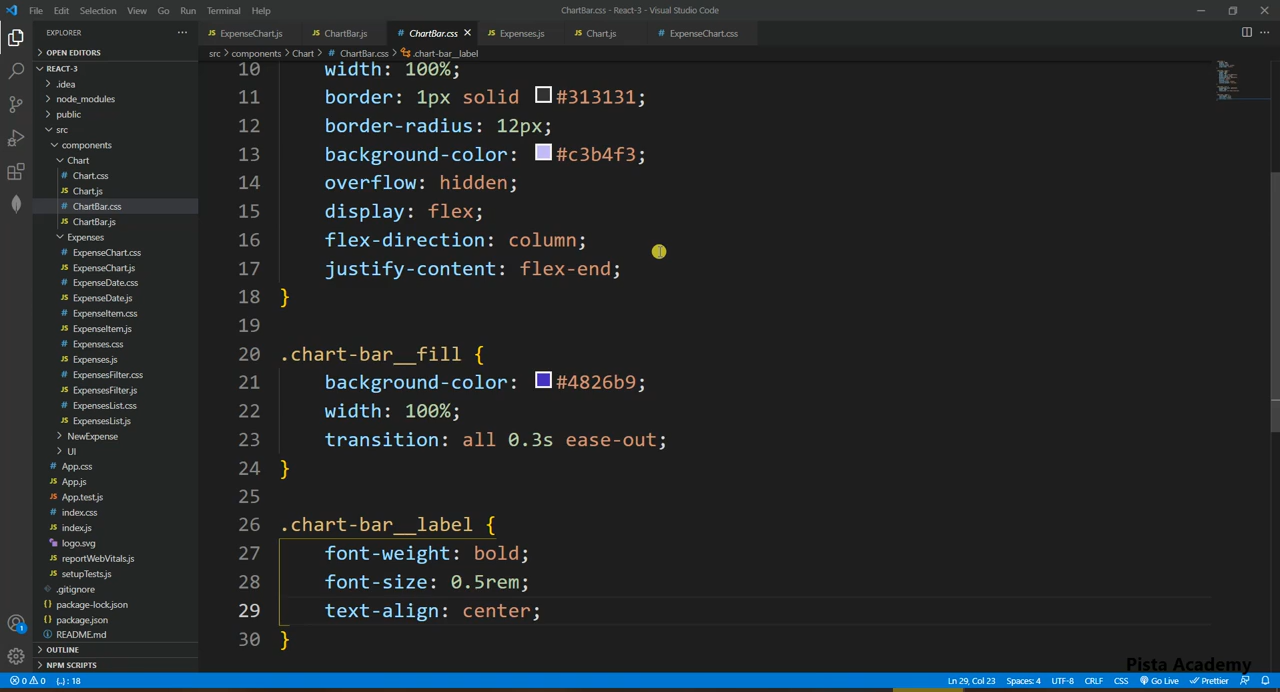 File Edit Selection View Go Run Terminal Help ChartBar.css - React-3 - Visual Studio Code
EXPLORER
ExpenseChart.js ChartBar.js ChartBar.css Expenses.js Chart.js ExpenseChart.css
OPEN EDITORS
src > components > Chart > ChartBar.css > .chart-bar__label
REACT-3
.idea
node_modules
public
src
components
Chart
Chart.css
Chart.js
ChartBar.css
ChartBar.js
Expenses
ExpenseChart.css
ExpenseChart.js
ExpenseDate.css
ExpenseDate.js
ExpenseItem.css
ExpenseItem.js
Expenses.css
Expenses.js
ExpensesFilter.css
ExpensesFilter.js
ExpensesList.css
ExpensesList.js
NewExpense
UI
App.css
App.js
App.test.js
index.css
index.js
logo.svg
reportWebVitals.js
setupTests.js
.gitignore
package-lock.json
package.json
README.md
OUTLINE
NPM SCRIPTS
10 width: 100%;
11 border: 1px solid #313131;
12 border-radius: 12px;
13 background-color: #c3b4f3;
14 overflow: hidden;
15 display: flex;
16 flex-direction: column;
17 justify-content: flex-end;
18 }
19
20 .chart-bar__fill {
21 background-color: #4826b9;
22 width: 100%;
23 transition: all 0.3s ease-out;
24 }
25
26 .chart-bar__label {
27 font-weight: bold;
28 font-size: 0.5rem;
29 text-align: center;
30 }
Pista Academy
0 0 {..} : 18 Ln 29, Col 23 Spaces: 4 UTF-8 CRLF CSS Go Live Prettier
1